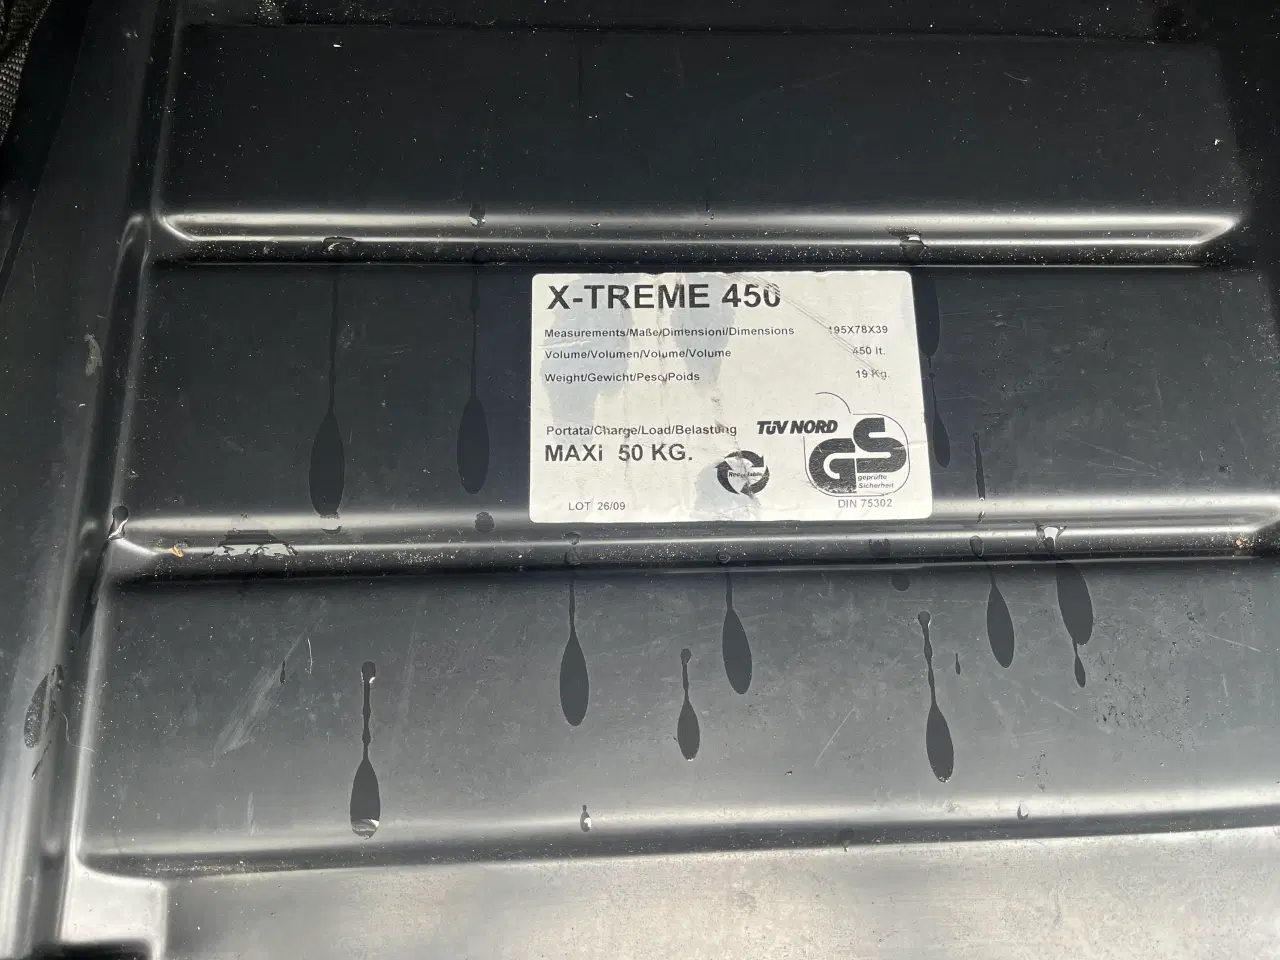 X-TREME 450
Measurements/Maße/Dimensioni/Dimensions 195X78X39
Volume/Volumen/Volume/Volume 450 lt.
Weight/Gewicht/Peso/Poids 19 Kg.
Portata/Charge/Load/Belastung
MAXi 50 KG.
Recyclable
TÜV NORD
GS
geprüfte
Sicherheit
LOT 26/09
DIN 75302